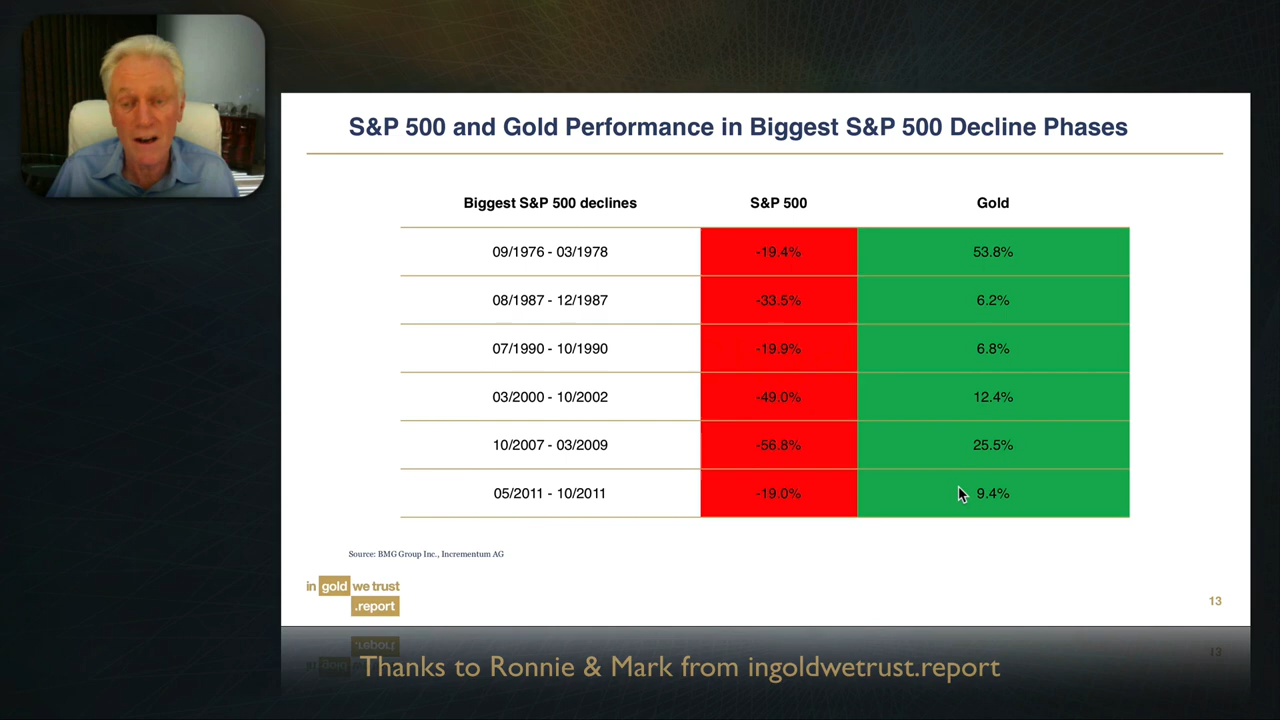 S&P 500 and Gold Performance in Biggest S&P 500 Decline Phases
Biggest S&P 500 declines S&P 500 Gold
09/1976 - 03/1978 -19.4% 53.8%
08/1987 - 12/1987 -33.5% 6.2%
07/1990 - 10/1990 -19.9% 6.8%
03/2000 - 10/2002 -49.0% 12.4%
10/2007 - 03/2009 -56.8% 25.5%
05/2011 - 10/2011 -19.0% 9.4%
Source: BMG Group Inc., Incrementum AG
in gold we trust
.report
13
Thanks to Ronnie & Mark from ingoldwetrust.report